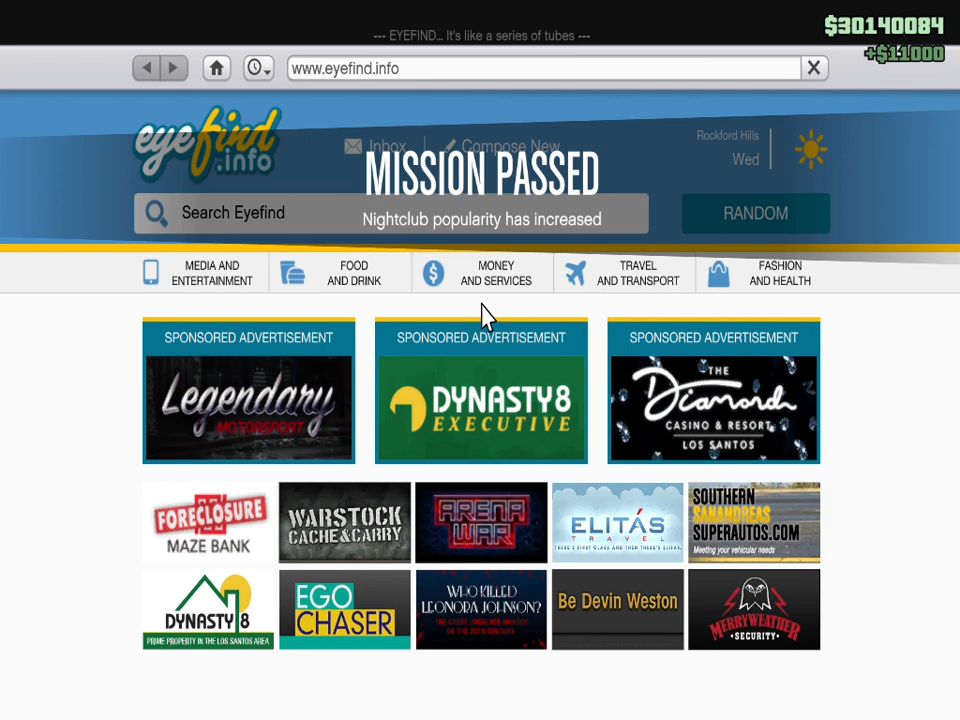 $30140084
--- EYEFIND... It's like a series of tubes ---
+$11000
www.eyefind.info
eyefind
.info
Inbox
Compose New
Rockford Hills
Wed
MISSION PASSED
Search Eyefind
Nightclub popularity has increased
RANDOM
MEDIA AND
ENTERTAINMENT
FOOD
AND DRINK
MONEY
AND SERVICES
TRAVEL
AND TRANSPORT
FASHION
AND HEALTH
SPONSORED ADVERTISEMENT
Legendary
MOTORSPORT
SPONSORED ADVERTISEMENT
DYNASTY8
EXECUTIVE
SPONSORED ADVERTISEMENT
THE
Diamond
CASINO & RESORT
LOS SANTOS
FORECLOSURE
MAZE BANK
WARSTOCK
CACHE&CARRY
ARENA
WAR
ELITÁS
TRAVEL
THERE'S FIRST CLASS AND THEN THERE'S ELITÁS.
SOUTHERN
SANANDREAS
SUPERAUTOS.COM
Meeting your vehicular needs
DYNASTY 8
PRIME PROPERTY IN THE LOS SANTOS AREA
EGO
CHASER
WHO KILLED
LEONORA JOHNSON?
THE GREAT UNSOLVED MURDER
OF THE 20TH CENTURY
Be Devin Weston
MERRYWEATHER
SECURITY